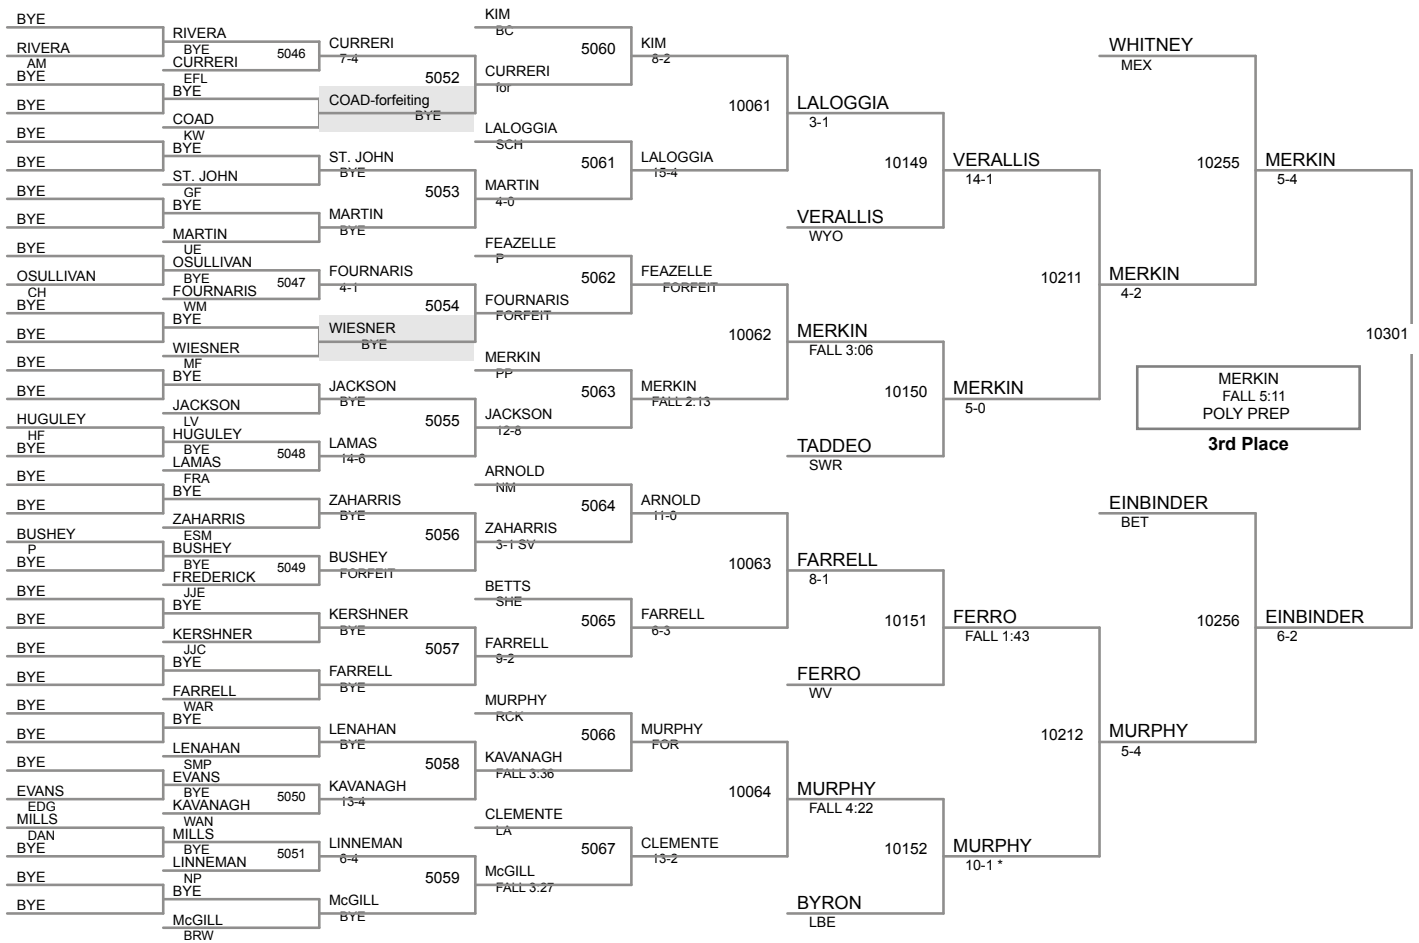 BYE
RIVERA
AM
BYE
BYE
BYE
BYE
BYE
BYE
BYE
OSULLIVAN
CH
BYE
BYE
BYE
BYE
HUGULEY
HF
BYE
BYE
BYE
BUSHEY
P
BYE
BYE
BYE
BYE
BYE
BYE
BYE
BYE
EVANS
EDG
MILLS
DAN
BYE
BYE
BYE
RIVERA
BYE
5046
CURRERI
EFL
BYE
COAD
KW
BYE
ST. JOHN
GF
BYE
MARTIN
UE
OSULLIVAN
BYE
5047
FOURNARIS
WM
BYE
WIESNER
MF
BYE
JACKSON
LV
HUGULEY
BYE
5048
LAMAS
FRA
BYE
ZAHARRIS
ESM
BUSHEY
BYE
5049
FREDERICK
JJE
BYE
KERSHNER
JJC
BYE
FARRELL
WAR
BYE
LENAHAN
SMP
EVANS
BYE
5050
KAVANAGH
WAN
MILLS
BYE
5051
LINNEMAN
NP
BYE
McGILL
BRW
CURRERI
7-4
5052
COAD-forfeiting
BYE
ST. JOHN
BYE
5053
MARTIN
BYE
FOURNARIS
4-1
5054
WIESNER
BYE
JACKSON
BYE
5055
LAMAS
14-6
ZAHARRIS
BYE
5056
BUSHEY
FORFEIT
KERSHNER
BYE
5057
FARRELL
BYE
LENAHAN
BYE
5058
KAVANAGH
13-4
LINNEMAN
6-4
5059
McGILL
BYE
KIM
BC
5060
CURRERI
for
LALOGGIA
SCH
5061
MARTIN
4-0
FEAZELLE
P
5062
FOURNARIS
FORFEIT
MERKIN
PP
5063
JACKSON
12-8
ARNOLD
NM
5064
ZAHARRIS
3-1 SV
BETTS
SHE
5065
FARRELL
9-2
MURPHY
RCK
5066
KAVANAGH
FALL 3:36
CLEMENTE
LA
5067
McGILL
FALL 3:27
KIM
8-2
10061
LALOGGIA
15-4
FEAZELLE
FORFEIT
10062
MERKIN
FALL 2:13
ARNOLD
11-0
10063
FARRELL
6-3
MURPHY
FOR
10064
CLEMENTE
13-2
LALOGGIA
3-1
10149
VERALLIS
WYO
MERKIN
FALL 3:06
10150
TADDEO
SWR
FARRELL
8-1
10151
FERRO
WV
MURPHY
FALL 4:22
10152
BYRON
LBE
VERALLIS
14-1
10211
MERKIN
5-0
FERRO
FALL 1:43
10212
MURPHY
10-1 *
WHITNEY
MEX
10255
MERKIN
4-2
EINBINDER
BET
10256
MURPHY
5-4
MERKIN
5-4
10301
EINBINDER
6-2
MERKIN
FALL 5:11
POLY PREP
3rd Place